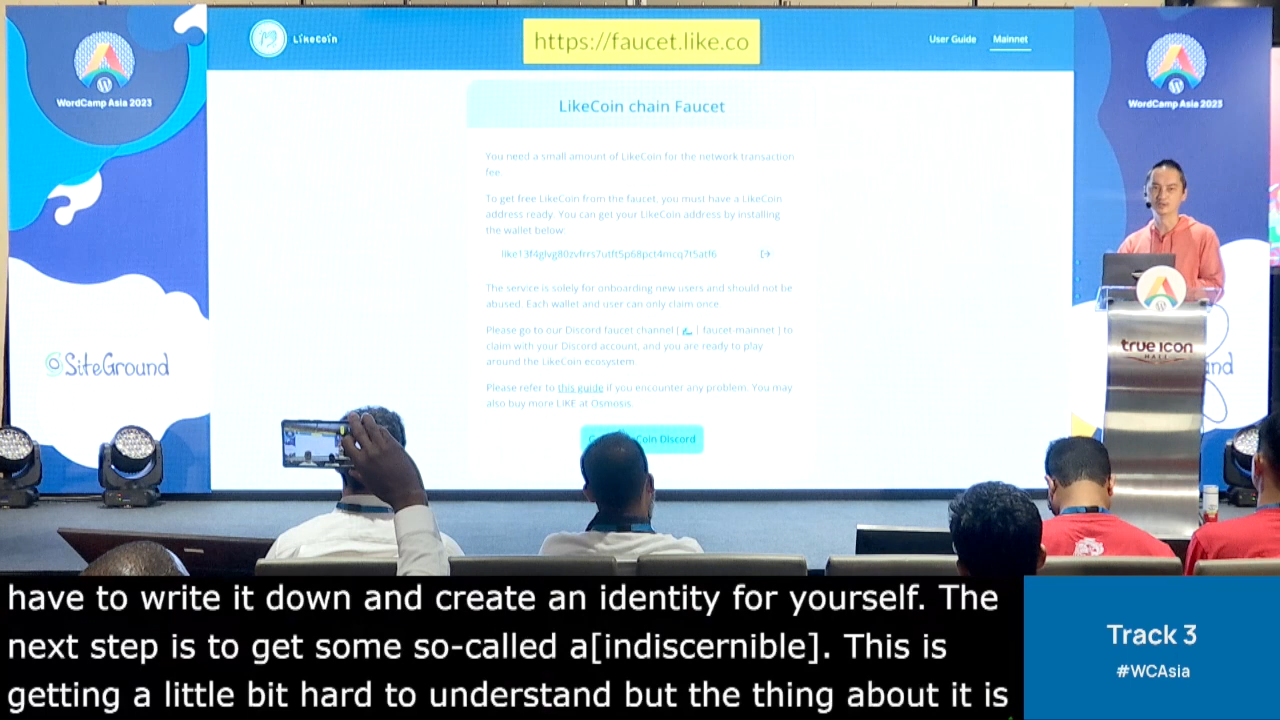 LikeCoin
https://faucet.like.co
User Guide
Mainnet
WordCamp Asia 2023
WordCamp Asia 2023
LikeCoin chain Faucet
You need a small amount of LikeCoin for the network transaction
fee.
To get free LikeCoin from the faucet, you must have a LikeCoin
address ready. You can get your LikeCoin address by installing
the wallet below.
The service is solely for onboarding new users and should not be
abused. Each wallet and user can only claim once.
Please go to our Discord faucet channel [ | faucet mainnet ] to
claim with your Discord account, and you are ready to play
around the LikeCoin ecosystem.
Please refer to this guide if you encounter any problem. You may
also buy more LIKE at Osmosis.
Coin Discord
SiteGround
true icon
HALL
nd
have to write it down and create an identity for yourself. The
next step is to get some so-called a[indiscernible]. This is
getting a little bit hard to understand but the thing about it is
Track 3
#WCAsia